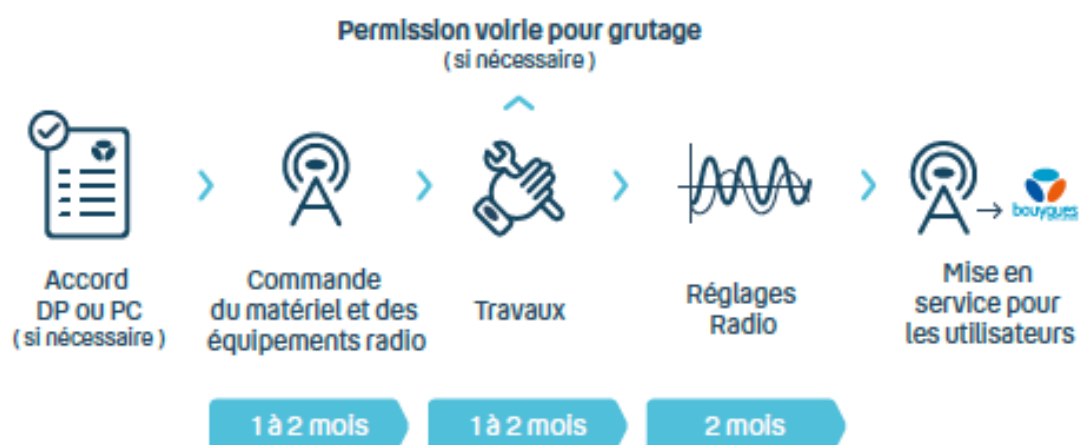 Permission voirie pour grutage
( si nécessaire )
Accord
DP ou PC
( si nécessaire )
Commande
du matériel et des
équipements radio
Travaux
Réglages
Radio
bouygues
Mise en
service pour
les utilisateurs
1 à 2 mois
1 à 2 mois
2 mois